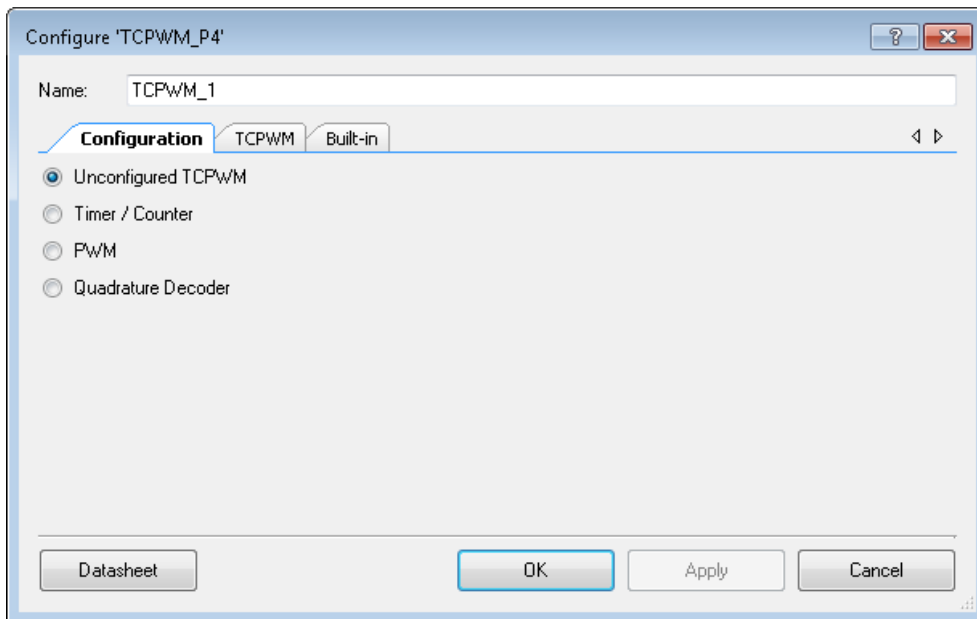 Configure 'TCPWM_P4'
?
Name: TCPWM_1
Configuration TCPWM Built-in
Unconfigured TCPWM
Timer / Counter
PWM
Quadrature Decoder
Datasheet OK Apply Cancel